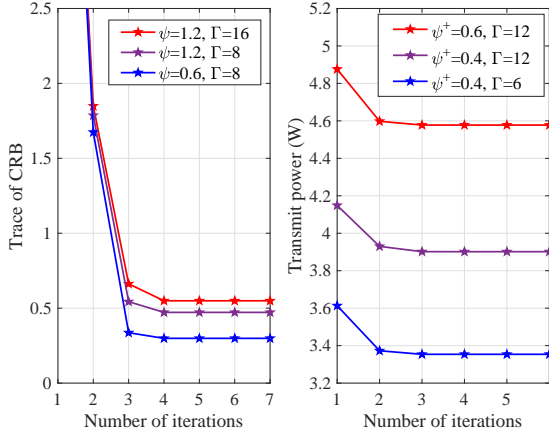 2.5
2
1.5
1
0.5
0
Trace of CRB
ψ=1.2, Γ=16
ψ=1.2, Γ=8
ψ=0.6, Γ=8
1 2 3 4 5 6 7
Number of iterations
5.2
5
4.8
4.6
4.4
4.2
4
3.8
3.6
3.4
3.2
Transmit power (W)
ψ⁺=0.6, Γ=12
ψ⁺=0.4, Γ=12
ψ⁺=0.4, Γ=6
1 2 3 4 5
Number of iterations